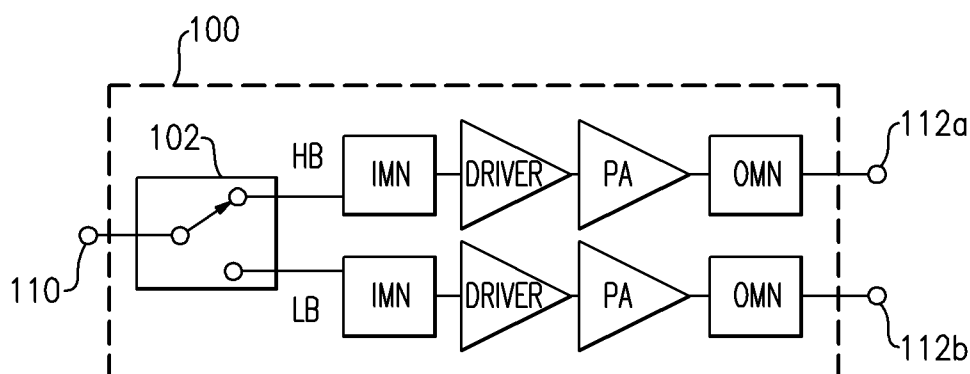 100
102
HB
IMN
DRIVER
PA
OMN
112a
110
LB
IMN
DRIVER
PA
OMN
112b